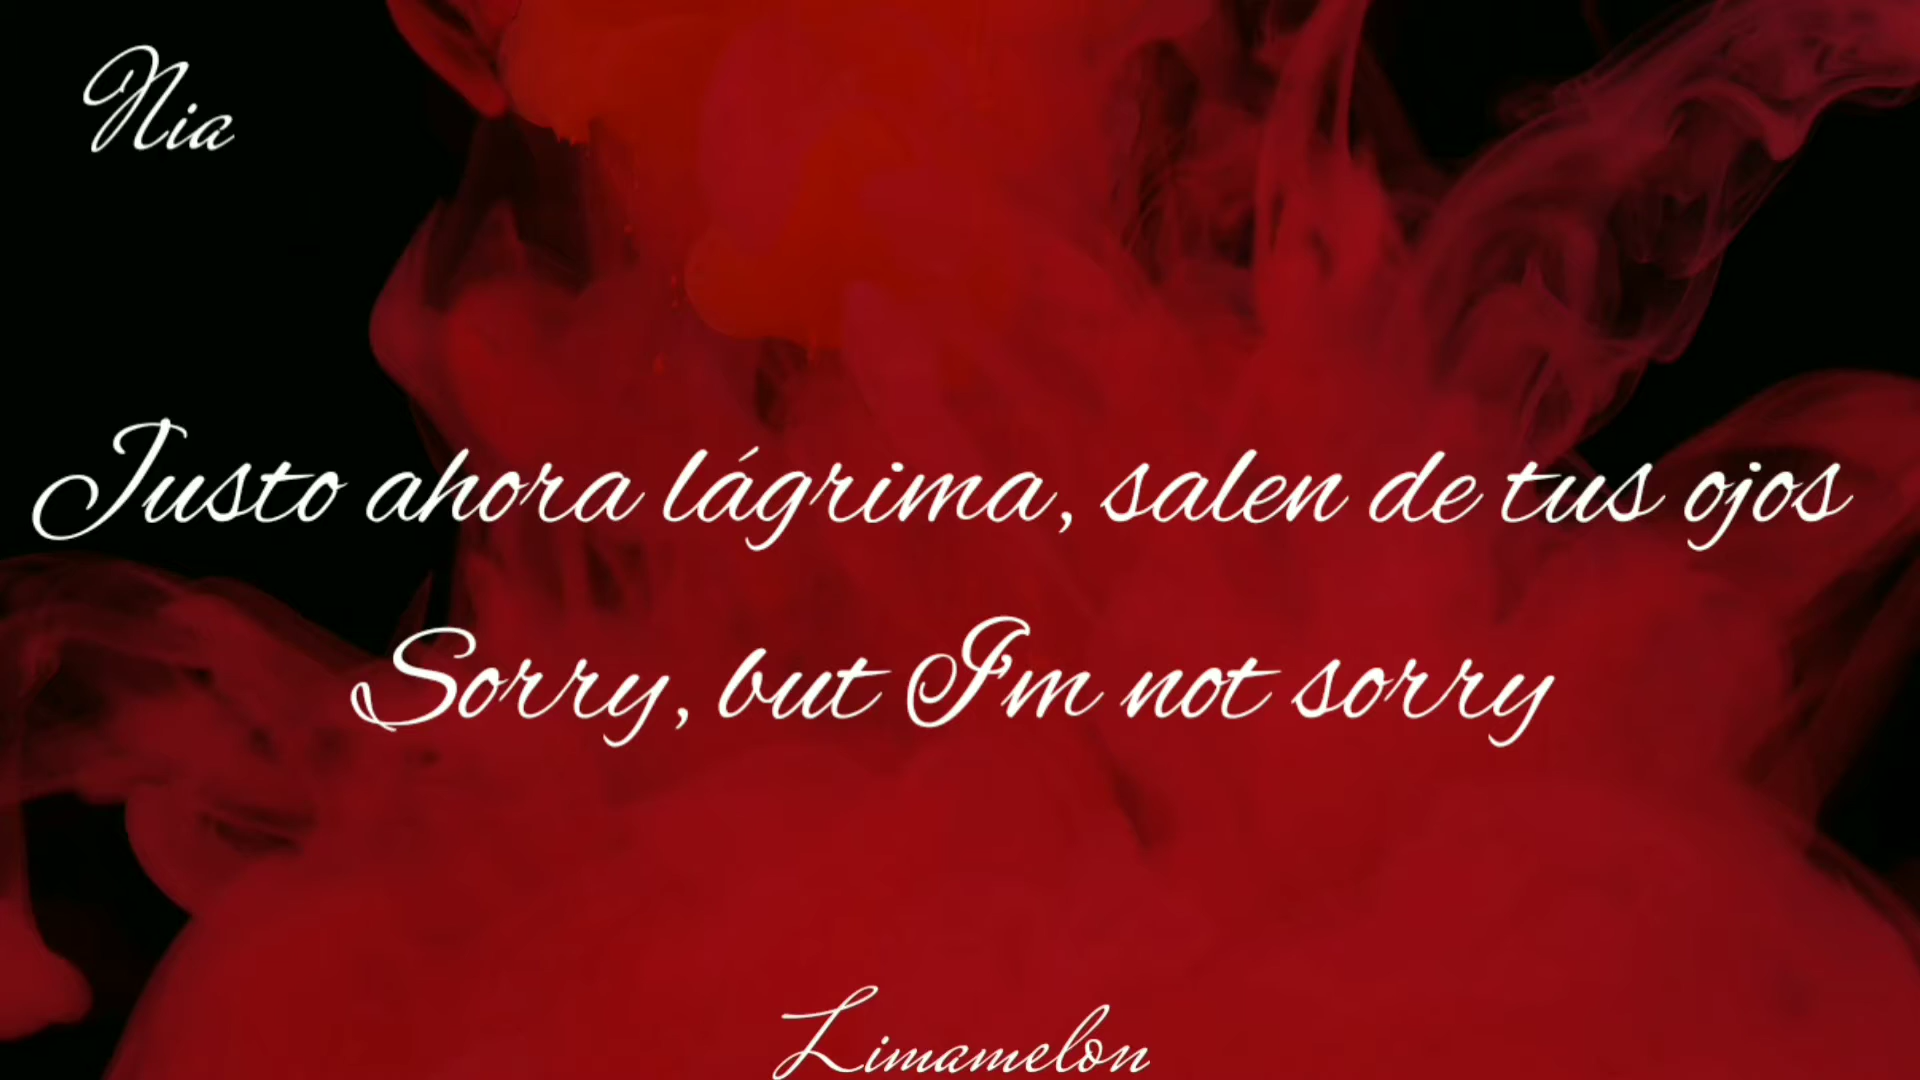 Nia
Justo ahora lágrima, salen de tus ojos
Sorry, but I'm not sorry
Limamelon